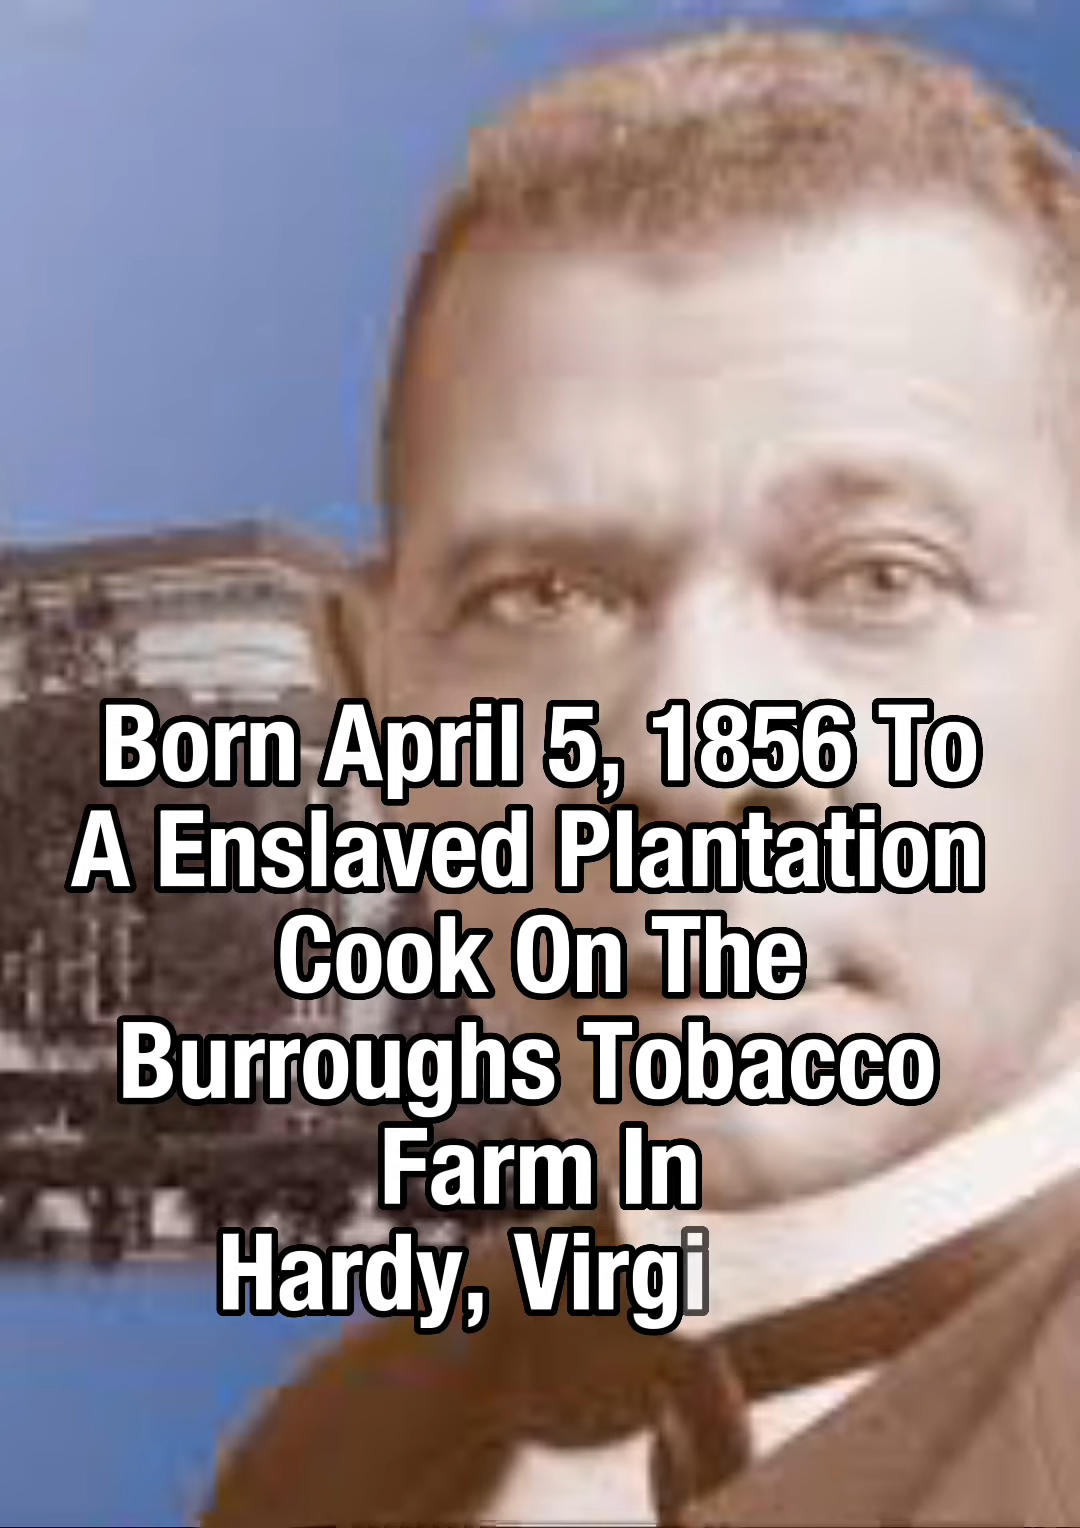 Born April 5, 1856 To
A Enslaved Plantation
Cook On The
Burroughs Tobacco
Farm In
Hardy, Virgi